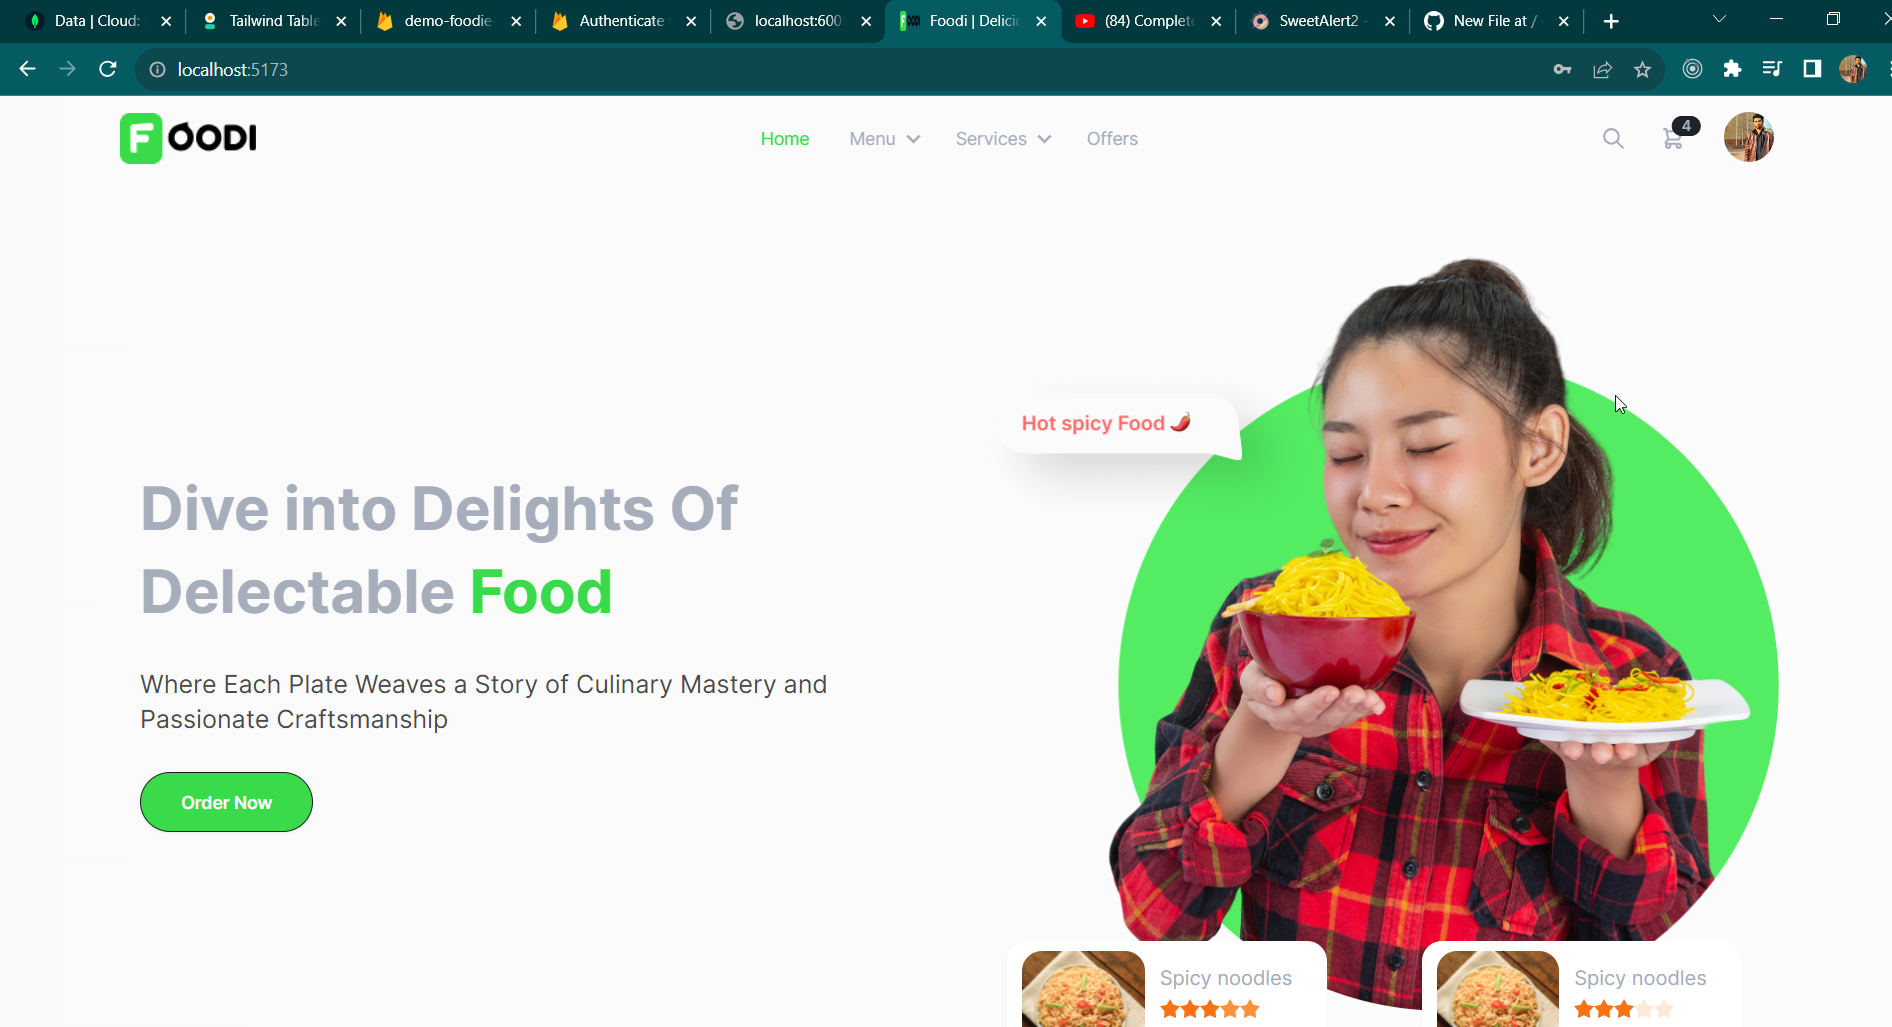 Data | Cloud:
Tailwind Table
demo-foodie-
Authenticate
localhost:600
Foodi | Delici
(84) Complete
SweetAlert2 -
New File at /
localhost:5173
FOODI
Home
Menu
Services
Offers
4
Hot spicy Food
Dive into Delights Of
Delectable Food
Where Each Plate Weaves a Story of Culinary Mastery and
Passionate Craftsmanship
Order Now
Spicy noodles
Spicy noodles